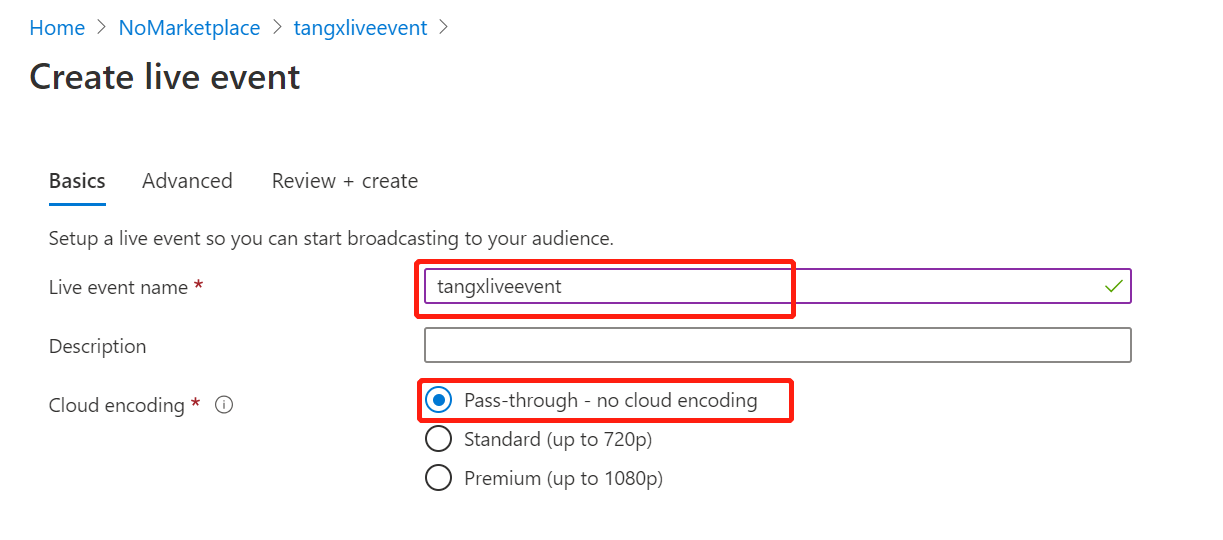 Home > NoMarketplace > tangxliveevent >
Create live event
Basics Advanced Review + create
Setup a live event so you can start broadcasting to your audience.
Live event name * tangxliveevent
Description
Cloud encoding * Pass-through - no cloud encoding
Standard (up to 720p)
Premium (up to 1080p)